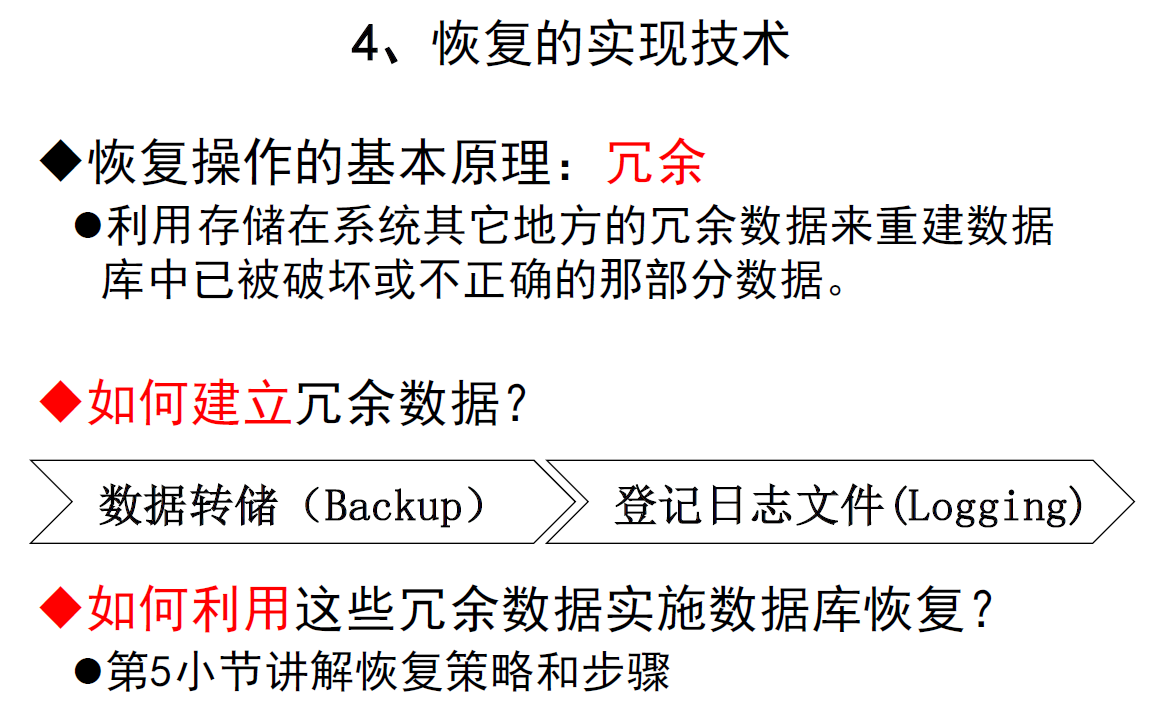 4、恢复的实现技术
◆恢复操作的基本原理：冗余
●利用存储在系统其它地方的冗余数据来重建数据
库中已被破坏或不正确的那部分数据。
◆如何建立冗余数据？
数据转储（Backup） 登记日志文件(Logging)
◆如何利用这些冗余数据实施数据库恢复？
●第5小节讲解恢复策略和步骤